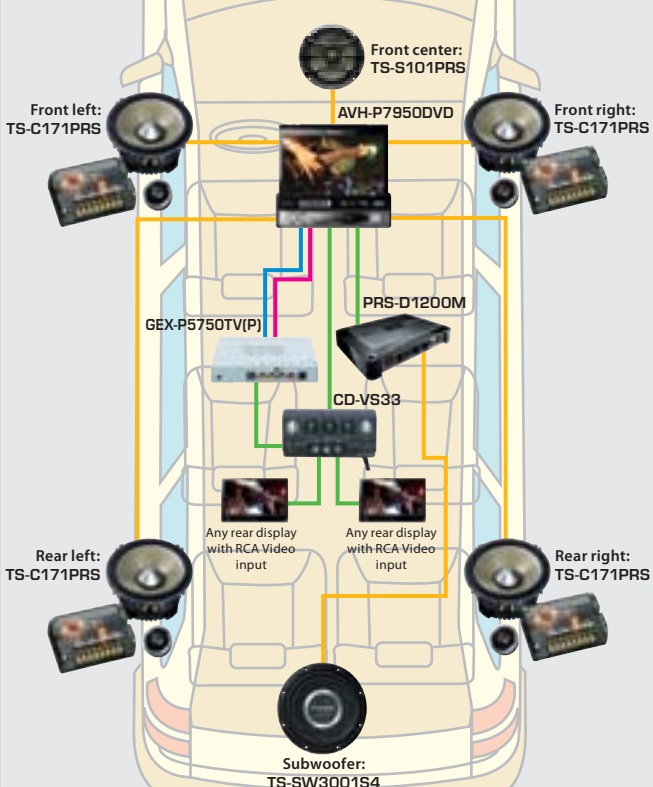 Front center:
TS-S101PRS
AVH-P7950DVD
Front left:
TS-C171PRS
Front right:
TS-C171PRS
PRS-D1200M
GEX-P5750TV(P)
CD-VS33
Any rear display
with RCA Video
input
Any rear display
with RCA Video
input
Rear left:
TS-C171PRS
Rear right:
TS-C171PRS
Subwoofer:
TS-SW3001S4